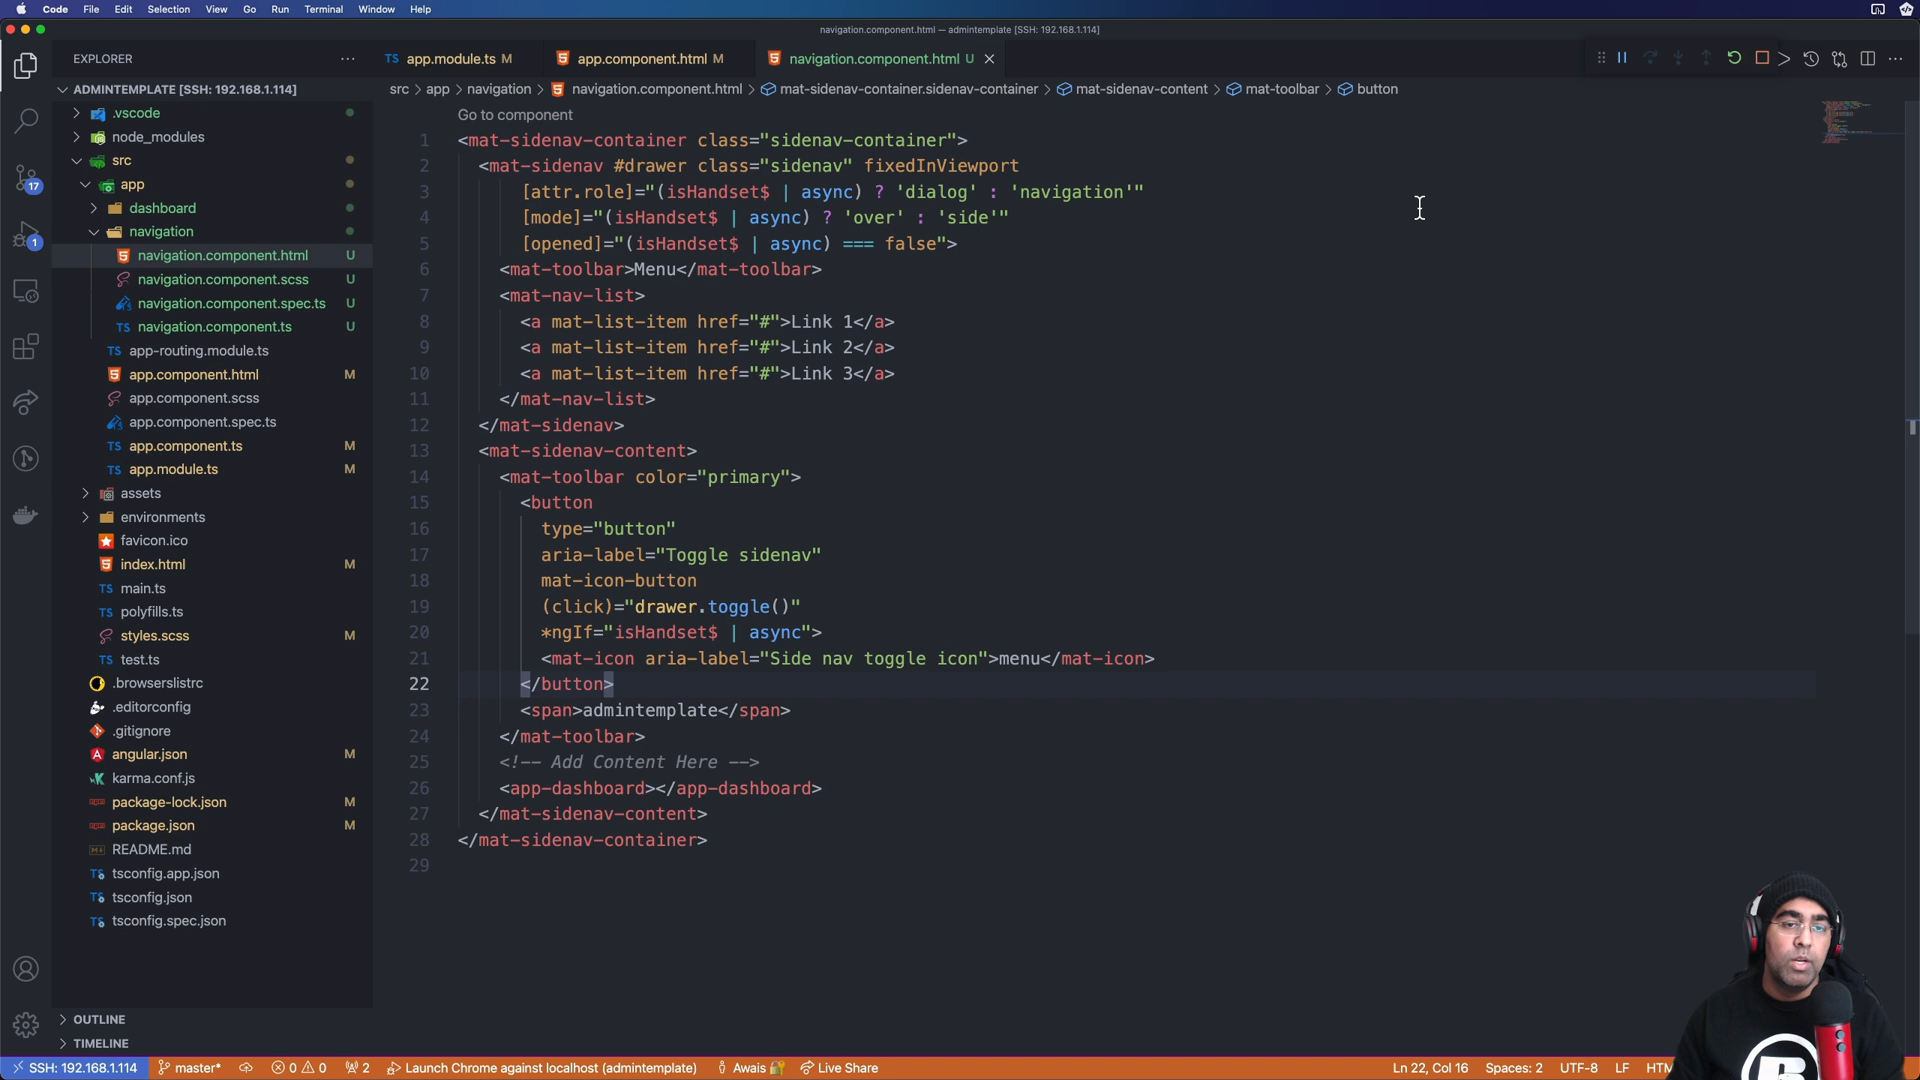 Code File Edit Selection View Go Run Terminal Window Help
navigation.component.html — admintemplate [SSH: 192.168.1.114]
EXPLORER
TS app.module.ts M
app.component.html M
navigation.component.html U
ADMINTEMPLATE [SSH: 192.168.1.114]
src > app > navigation > navigation.component.html > mat-sidenav-container.sidenav-container > mat-sidenav-content > mat-toolbar > button
.vscode
node_modules
src
app
dashboard
navigation
navigation.component.html U
navigation.component.scss U
navigation.component.spec.ts U
TS navigation.component.ts U
TS app-routing.module.ts
app.component.html M
app.component.scss
app.component.spec.ts
TS app.component.ts M
TS app.module.ts M
assets
environments
favicon.ico
index.html M
TS main.ts
TS polyfills.ts
styles.scss M
TS test.ts
.browserslistrc
.editorconfig
.gitignore
angular.json M
karma.conf.js
package-lock.json M
package.json M
README.md
TS tsconfig.app.json
TS tsconfig.json
TS tsconfig.spec.json
OUTLINE
TIMELINE
17
1
Go to component
1 <mat-sidenav-container class="sidenav-container">
2 <mat-sidenav #drawer class="sidenav" fixedInViewport
3 [attr.role]="(isHandset$ | async) ? 'dialog' : 'navigation'"
4 [mode]="(isHandset$ | async) ? 'over' : 'side'"
5 [opened]="(isHandset$ | async) === false">
6 <mat-toolbar>Menu</mat-toolbar>
7 <mat-nav-list>
8 <a mat-list-item href="#">Link 1</a>
9 <a mat-list-item href="#">Link 2</a>
10 <a mat-list-item href="#">Link 3</a>
11 </mat-nav-list>
12 </mat-sidenav>
13 <mat-sidenav-content>
14 <mat-toolbar color="primary">
15 <button
16 type="button"
17 aria-label="Toggle sidenav"
18 mat-icon-button
19 (click)="drawer.toggle()"
20 *ngIf="isHandset$ | async">
21 <mat-icon aria-label="Side nav toggle icon">menu</mat-icon>
22 </button>
23 <span>admintemplate</span>
24 </mat-toolbar>
25 <!-- Add Content Here -->
26 <app-dashboard></app-dashboard>
27 </mat-sidenav-content>
28 </mat-sidenav-container>
29
SSH: 192.168.1.114 master* 0 0 2 Launch Chrome against localhost (admintemplate) Awais Live Share Ln 22, Col 16 Spaces: 2 UTF-8 LF HTM